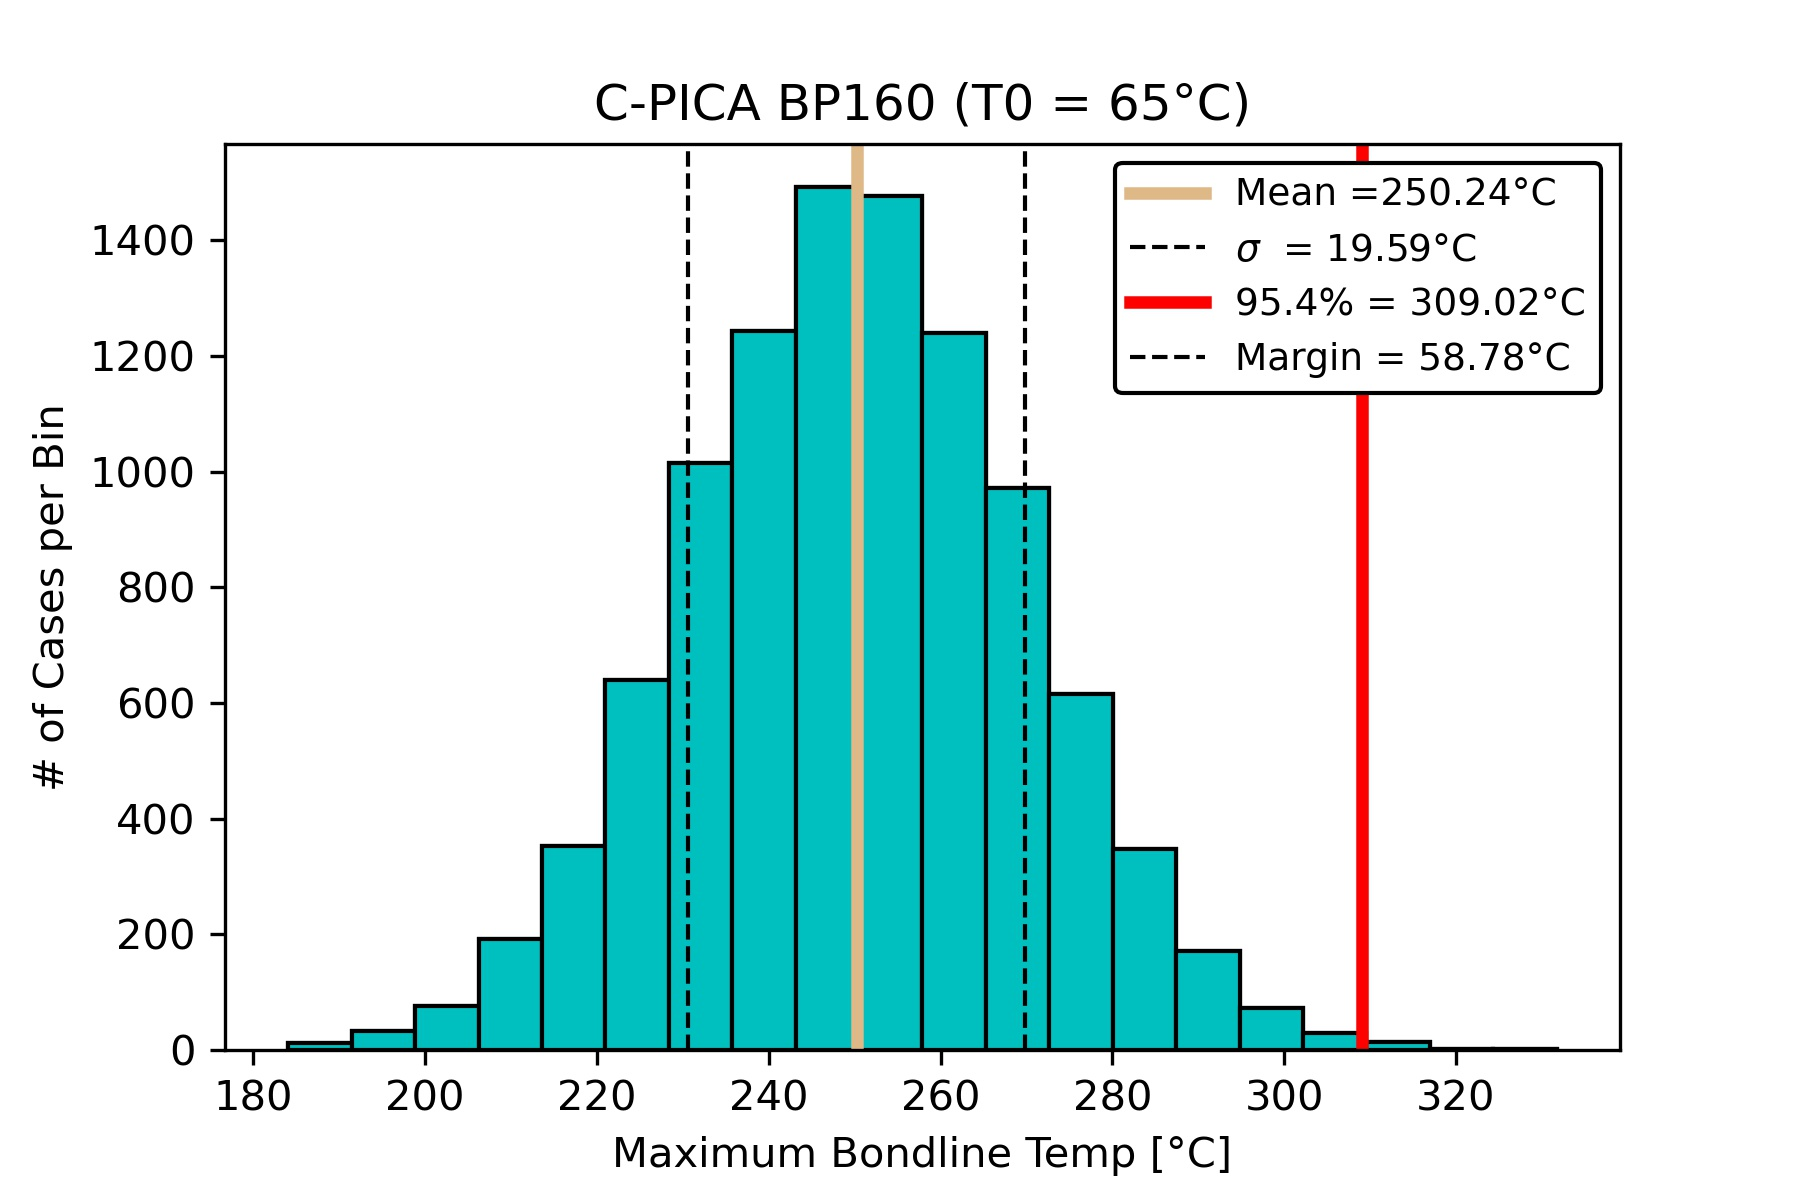 C-PICA BP160 (T0 = 65°C)
Mean =250.24°C
σ = 19.59°C
95.4% = 309.02°C
Margin = 58.78°C
# of Cases per Bin
1400
1200
1000
800
600
400
200
0
180 200 220 240 260 280 300 320
Maximum Bondline Temp [°C]